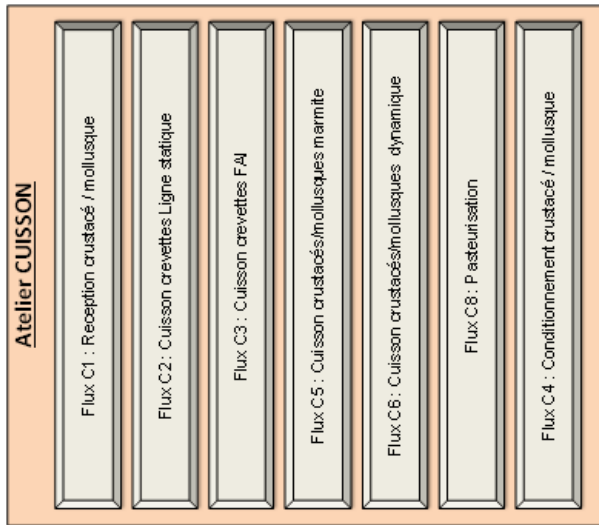 Atelier CUISSON
Flux C1 : Reception crustacé / mollusque
Flux C2 : Cuisson crevettes Ligne statique
Flux C3 : Cuisson crevettes FAI
Flux C5 : Cuisson crustacés/mollusques marmite
Flux C6 : Cuisson crustacés/mollusques dynamique
Flux C8 : Pasteurisation
Flux C4 : Conditionnement crustacé / mollusque